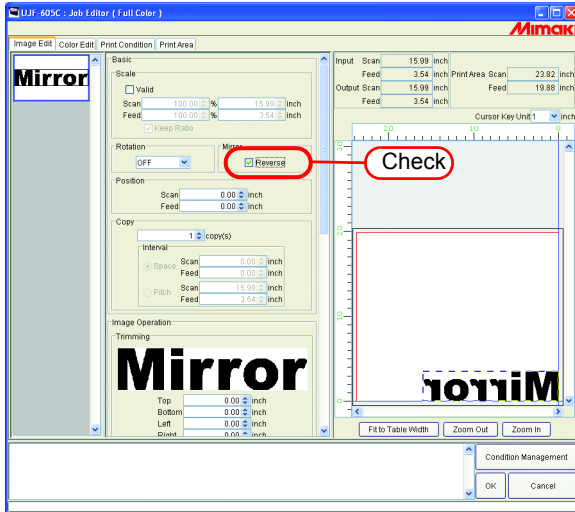 UJF-605C : Job Editor ( Full Color )
Mimaki
Image Edit Color Edit Print Condition Print Area
Mirror
Basic
Scale
Valid
Scan 100.00 % 15.99 inch
Feed 100.00 % 3.54 inch
Keep Ratio
Rotation
OFF
Mirror
Reverse
Check
Position
Scan 0.00 inch
Feed 0.00 inch
Copy
1 copy(s)
Interval
Space Scan 0.00 inch
Feed 0.00 inch
Pitch Scan 15.99 inch
Feed 3.54 inch
Image Operation
Trimming
Mirror
Top 0.00 inch
Bottom 0.00 inch
Left 0.00 inch
Right 0.00 inch
Input Scan 15.99 inch
Feed 3.54 inch
Output Scan 15.99 inch
Feed 3.54 inch
Print Area Scan 23.82 inch
Feed 19.88 inch
Cursor Key Unit 1 inch
20 10 0
30
20
10
0
Mirror
Fit to Table Width Zoom Out Zoom In
Condition Management
OK Cancel